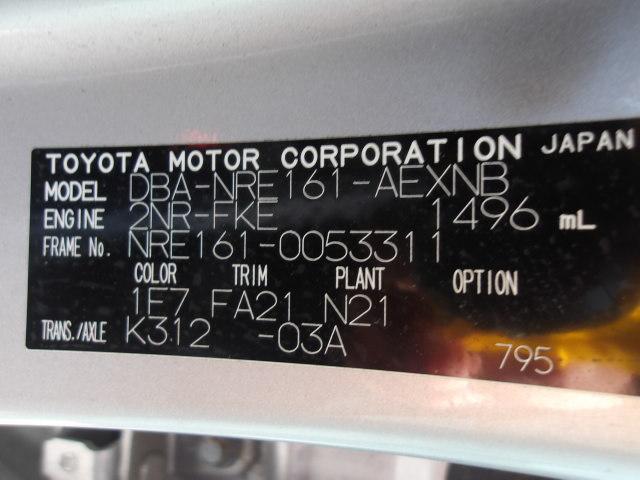 TOYOTA MOTOR CORPORATION JAPAN
MODEL DBA-NRE161-AEXNB
ENGINE 2NR-FKE 1496 mL
FRAME No. NRE161-0053311
COLOR TRIM PLANT OPTION
1F7 FA21 N21
TRANS./AXLE K312 -03A
795